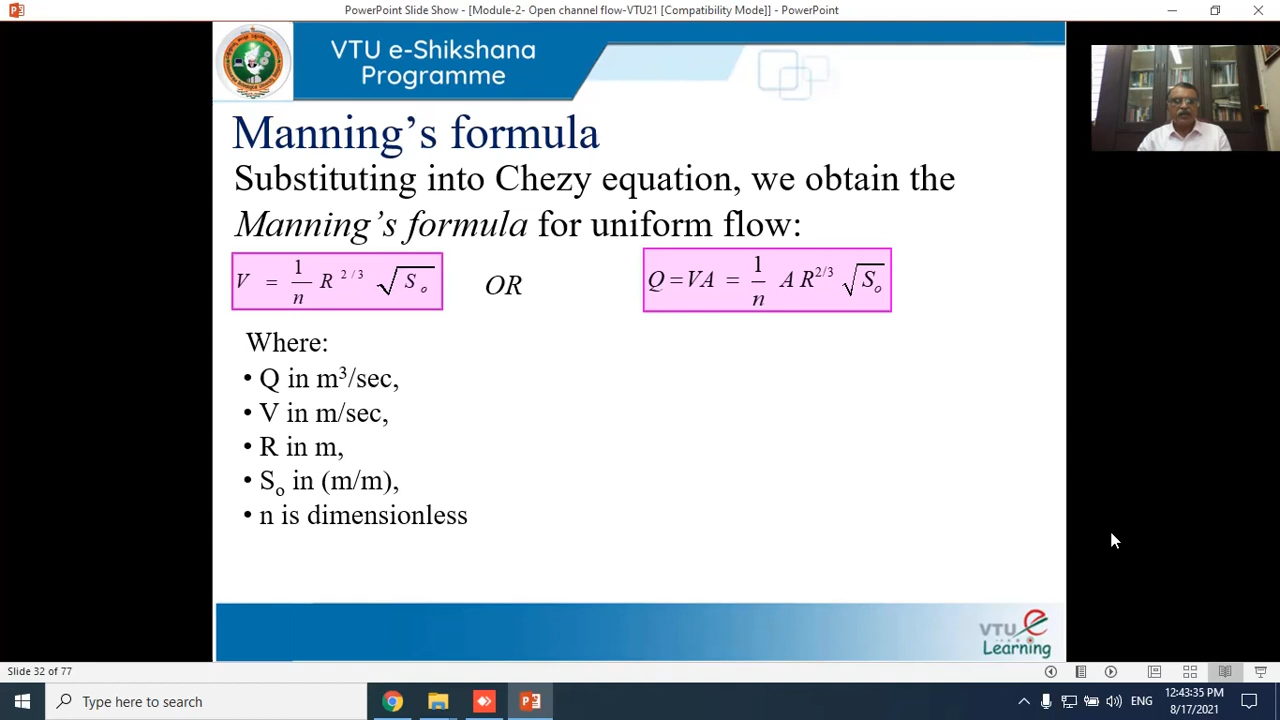 PowerPoint Slide Show - [Module-2- Open channel flow-VTU21 [Compatibility Mode]] - PowerPoint
VTU e-Shikshana
Programme
Manning's formula
Substituting into Chezy equation, we obtain the
Manning's formula for uniform flow:
V = 1/n R^2/3 √S_o OR Q = VA = 1/n A R^2/3 √S_o
Where:
• Q in m³/sec,
• V in m/sec,
• R in m,
• S_o in (m/m),
• n is dimensionless
VTU e
Learning
Slide 32 of 77
Type here to search
ENG
12:43:35 PM
8/17/2021